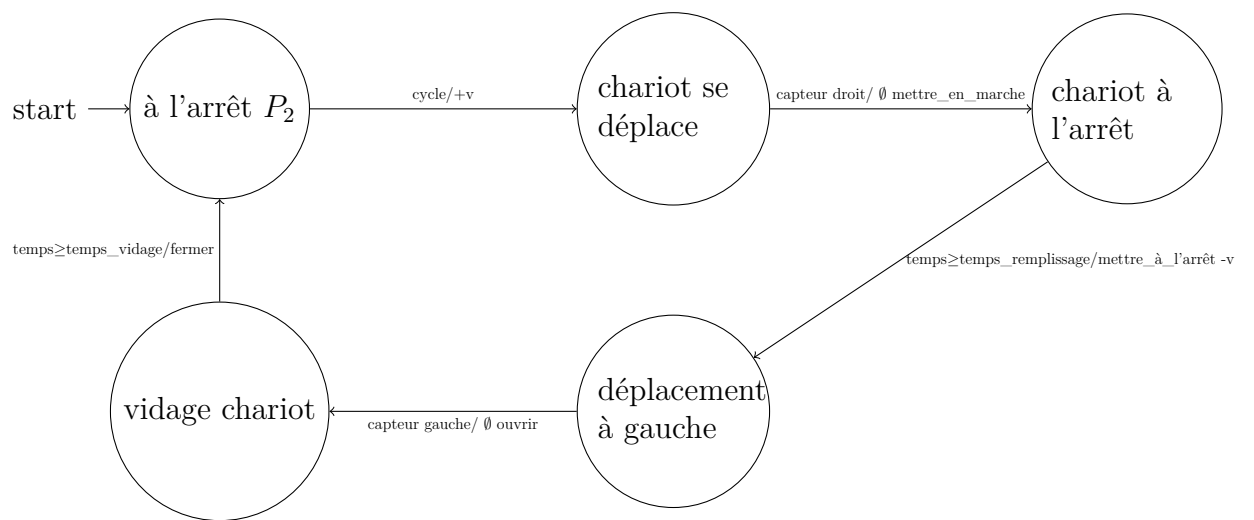 start
à l'arrêt P₂
cycle/+v
chariot se
déplace
capteur droit/ ∅ mettre_en_marche
chariot à
l'arrêt
temps≥temps_vidage/fermer
temps≥temps_remplissage/mettre_à_l'arrêt -v
vidage chariot
capteur gauche/ ∅ ouvrir
déplacement
à gauche